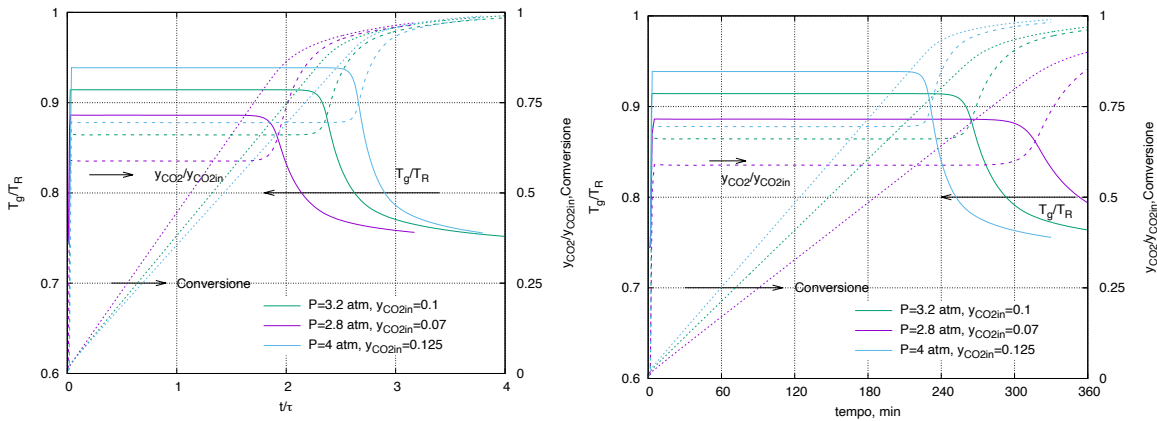 1
0.9
0.8
0.7
0.6
T_g/T_R
0 1 2 3 4
t/τ
1
0.75
0.5
0.25
0
y_CO2/y_CO2in,Conversione
y_CO2/y_CO2in
T_g/T_R
Conversione
P=3.2 atm, y_CO2in=0.1
P=2.8 atm, y_CO2in=0.07
P=4 atm, y_CO2in=0.125
1
0.9
0.8
0.7
0.6
T_g/T_R
0 60 120 180 240 300 360
tempo, min
1
0.75
0.5
0.25
0
y_CO2/y_CO2in,Conversione
y_CO2/y_CO2in
T_g/T_R
Conversione
P=3.2 atm, y_CO2in=0.1
P=2.8 atm, y_CO2in=0.07
P=4 atm, y_CO2in=0.125